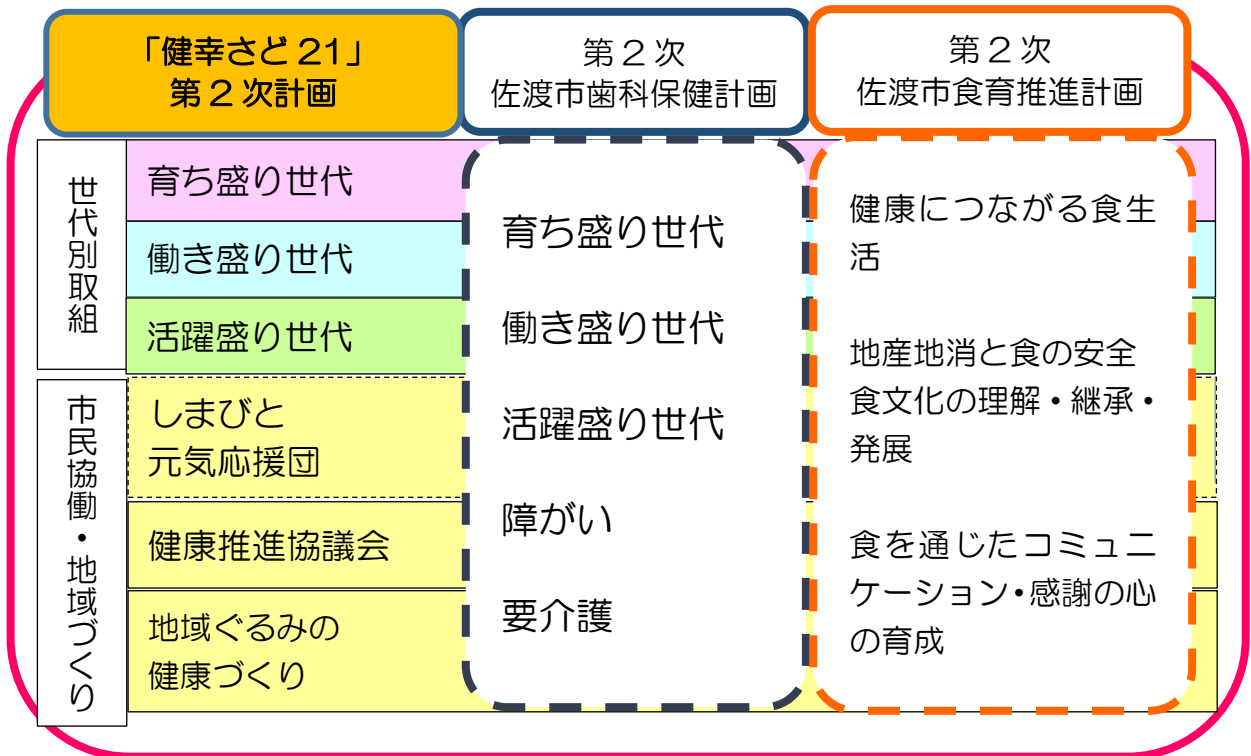 「健幸さど21」
第2次計画
第2次
佐渡市歯科保健計画
第2次
佐渡市食育推進計画
世代別取組
育ち盛り世代
働き盛り世代
活躍盛り世代
市民協働・地域づくり
しまびと
元気応援団
健康推進協議会
地域ぐるみの
健康づくり
育ち盛り世代
働き盛り世代
活躍盛り世代
障がい
要介護
健康につながる食生
活
地産地消と食の安全
食文化の理解・継承・
発展
食を通じたコミュニ
ケーション・感謝の心
の育成